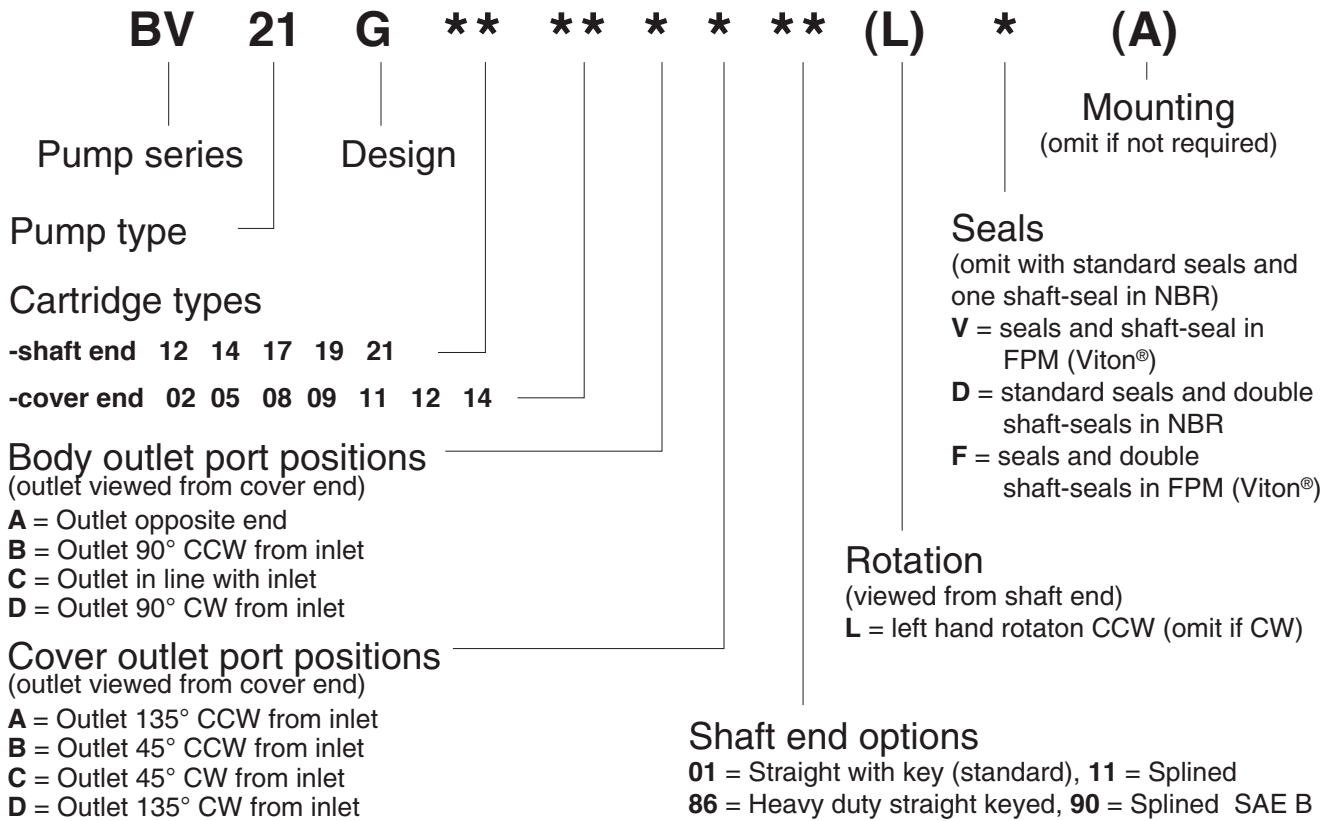 BV 21 G ** ** * * ** (L) * (A)
Pump series
Design
Mounting
(omit if not required)
Pump type
Cartridge types
-shaft end 12 14 17 19 21
-cover end 02 05 08 09 11 12 14
Body outlet port positions
(outlet viewed from cover end)
A = Outlet opposite end
B = Outlet 90° CCW from inlet
C = Outlet in line with inlet
D = Outlet 90° CW from inlet
Cover outlet port positions
(outlet viewed from cover end)
A = Outlet 135° CCW from inlet
B = Outlet 45° CCW from inlet
C = Outlet 45° CW from inlet
D = Outlet 135° CW from inlet
Seals
(omit with standard seals and
one shaft-seal in NBR)
V = seals and shaft-seal in
FPM (Viton®)
D = standard seals and double
shaft-seals in NBR
F = seals and double
shaft-seals in FPM (Viton®)
Rotation
(viewed from shaft end)
L = left hand rotaton CCW (omit if CW)
Shaft end options
01 = Straight with key (standard), 11 = Splined
86 = Heavy duty straight keyed, 90 = Splined SAE B